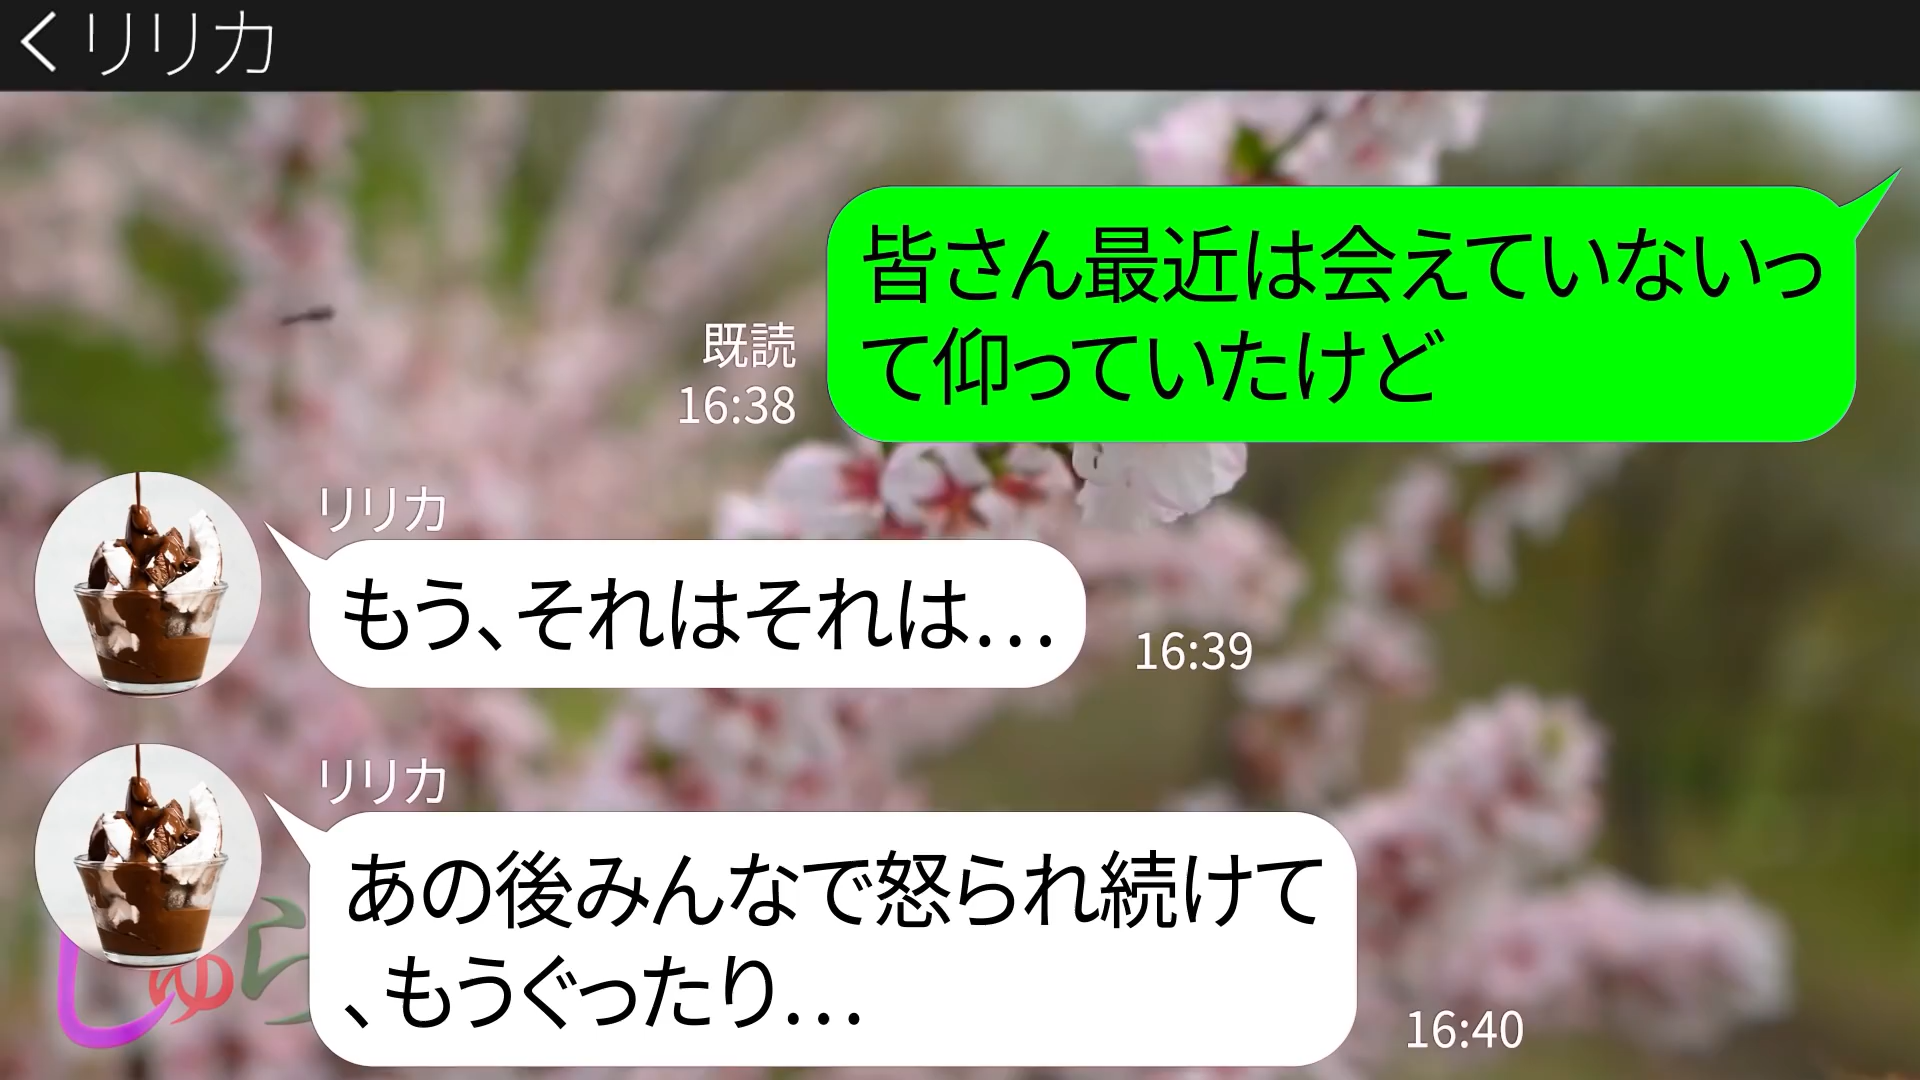 リリカ
皆さん最近は会えていないっ
て仰っていたけど
既読
16:38
リリカ
もう、それはそれは…
16:39
リリカ
あの後みんなで怒られ続けて
、もうぐったり…
16:40
しゅら